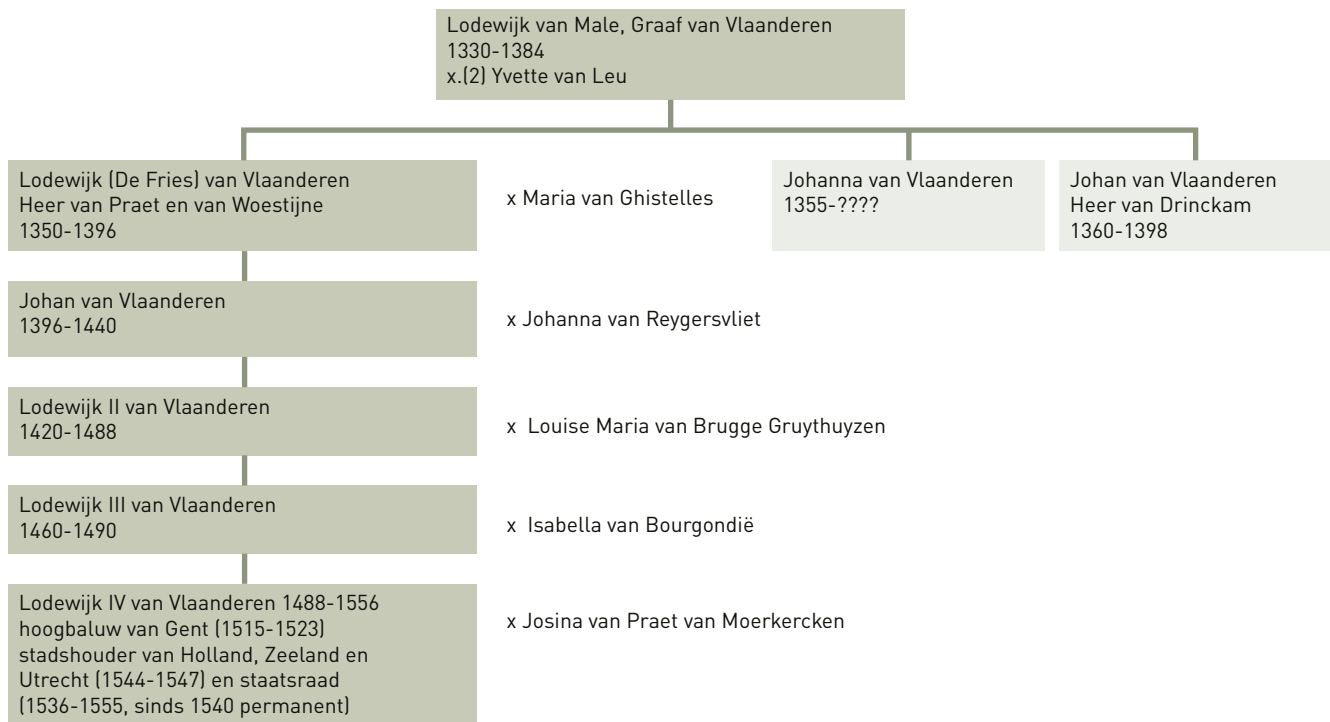 Lodewijk van Male, Graaf van Vlaanderen
1330-1384
x.(2) Yvette van Leu
Lodewijk (De Fries) van Vlaanderen
Heer van Praet en van Woestijne
1350-1396
x Maria van Ghistelles
Johanna van Vlaanderen
1355-????
Johan van Vlaanderen
Heer van Drinckam
1360-1398
Johan van Vlaanderen
1396-1440
x Johanna van Reygersvliet
Lodewijk II van Vlaanderen
1420-1488
x Louise Maria van Brugge Gruythuyzen
Lodewijk III van Vlaanderen
1460-1490
x Isabella van Bourgondië
Lodewijk IV van Vlaanderen 1488-1556
hoogbaluw van Gent (1515-1523)
stadshouder van Holland, Zeeland en
Utrecht (1544-1547) en staatsraad
(1536-1555, sinds 1540 permanent)
x Josina van Praet van Moerkercken